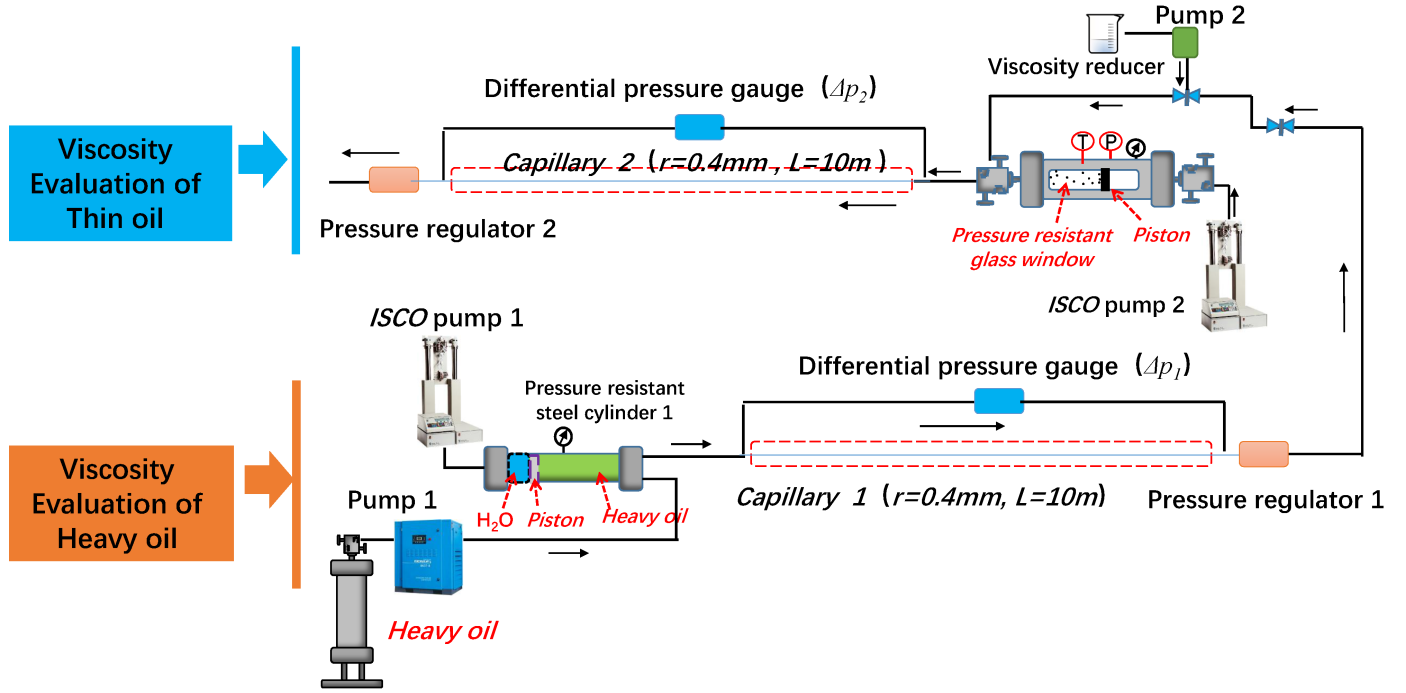 Pump 2
Viscosity reducer
Differential pressure gauge (Δp2)
Viscosity
Evaluation of
Thin oil
Capillary 2 (r=0.4mm , L=10m )
T
P
Pressure regulator 2
Pressure resistant
glass window
Piston
ISCO pump 2
ISCO pump 1
Differential pressure gauge (Δp1)
Pressure resistant
steel cylinder 1
Viscosity
Evaluation of
Heavy oil
Capillary 1 (r=0.4mm, L=10m)
Pressure regulator 1
Pump 1
H2O
Piston
Heavy oil
Heavy oil